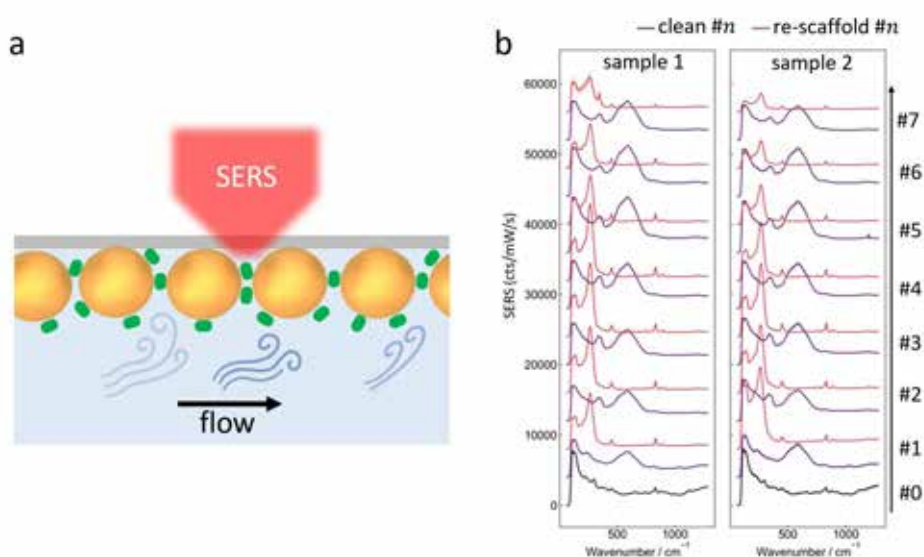 a
SERS
flow
b
clean #n
re-scaffold #n
sample 1
sample 2
SERS (cts/mW/s)
60000
50000
40000
30000
20000
10000
0
500
1000
Wavenumber / cm⁻¹
500
1000
Wavenumber / cm⁻¹
#7
#6
#5
#4
#3
#2
#1
#0